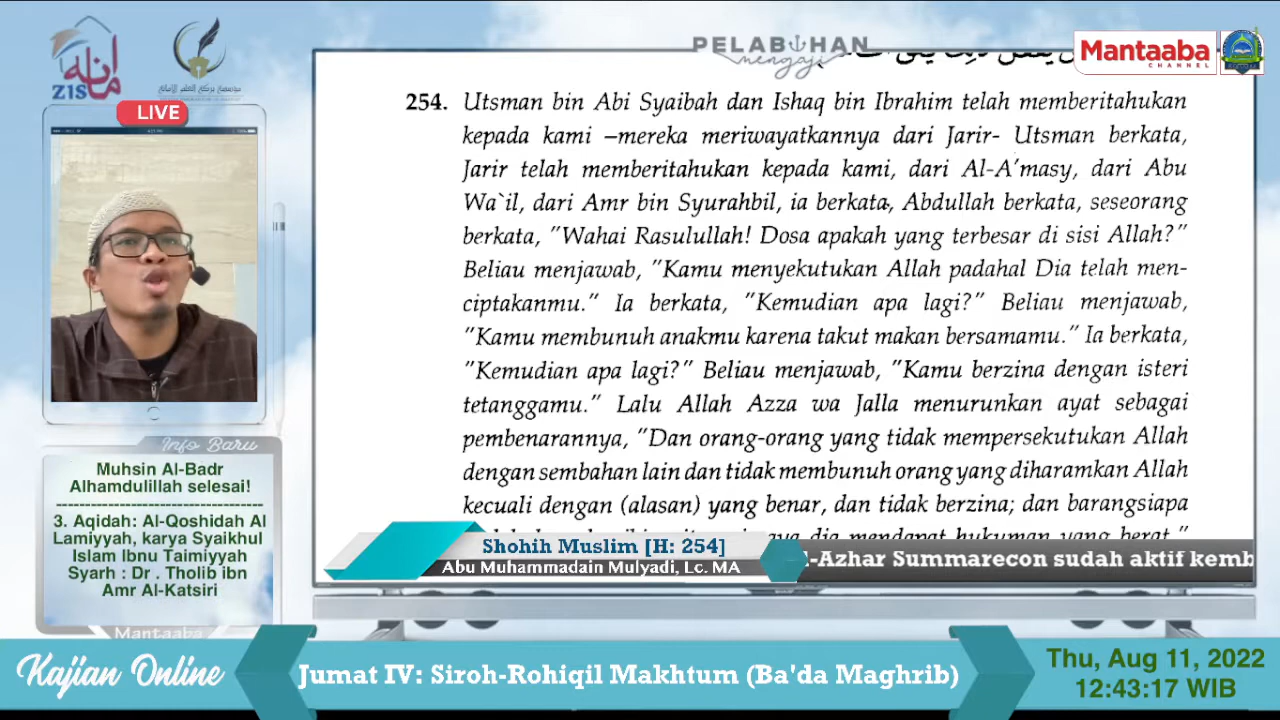 PELABUHAN
mengaji
Mantaaba
CHANNEL
ZIS
LIVE
254. Utsman bin Abi Syaibah dan Ishaq bin Ibrahim telah memberitahukan
kepada kami –mereka meriwayatkannya dari Jarir- Utsman berkata,
Jarir telah memberitahukan kepada kami, dari Al-A'masy, dari Abu
Wa`il, dari Amr bin Syurahbil, ia berkata, Abdullah berkata, seseorang
berkata, "Wahai Rasulullah! Dosa apakah yang terbesar di sisi Allah?"
Beliau menjawab, "Kamu menyekutukan Allah padahal Dia telah men-
ciptakanmu." Ia berkata, "Kemudian apa lagi?" Beliau menjawab,
"Kamu membunuh anakmu karena takut makan bersamamu." Ia berkata,
"Kemudian apa lagi?" Beliau menjawab, "Kamu berzina dengan isteri
tetanggamu." Lalu Allah Azza wa Jalla menurunkan ayat sebagai
pembenarannya, "Dan orang-orang yang tidak mempersekutukan Allah
dengan sembahan lain dan tidak membunuh orang yang diharamkan Allah
kecuali dengan (alasan) yang benar, dan tidak berzina; dan barangsiapa
dia mendapat hukuman yang berat."
Info Baru
Muhsin Al-Badr
Alhamdulillah selesai!
3. Aqidah: Al-Qoshidah Al
Lamiyyah, karya Syaikhul
Islam Ibnu Taimiyyah
Syarh : Dr . Tholib ibn
Amr Al-Katsiri
Mantaaba
Shohih Muslim [H: 254]
Abu Muhammadain Mulyadi, Lc. MA
-Azhar Summarecon sudah aktif kemb
Kajian Online
Jumat IV: Siroh-Rohiqil Makhtum (Ba'da Maghrib)
Thu, Aug 11, 2022
12:43:17 WIB